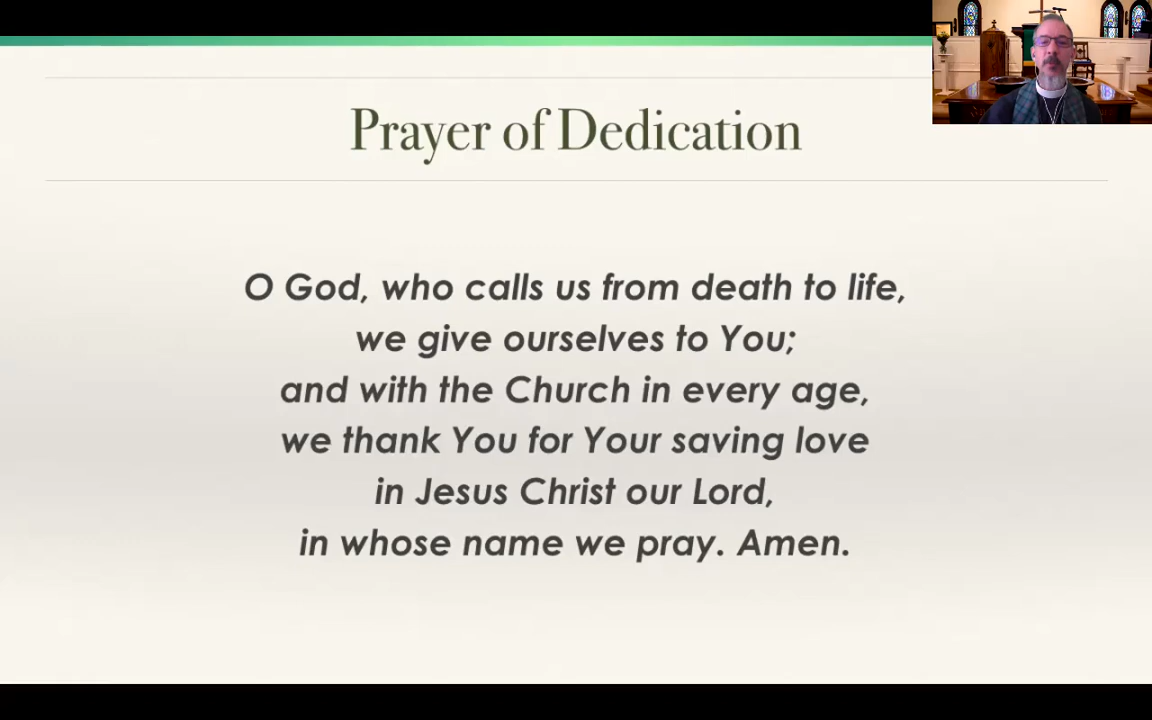 Prayer of Dedication
O God, who calls us from death to life,
we give ourselves to You;
and with the Church in every age,
we thank You for Your saving love
in Jesus Christ our Lord,
in whose name we pray. Amen.